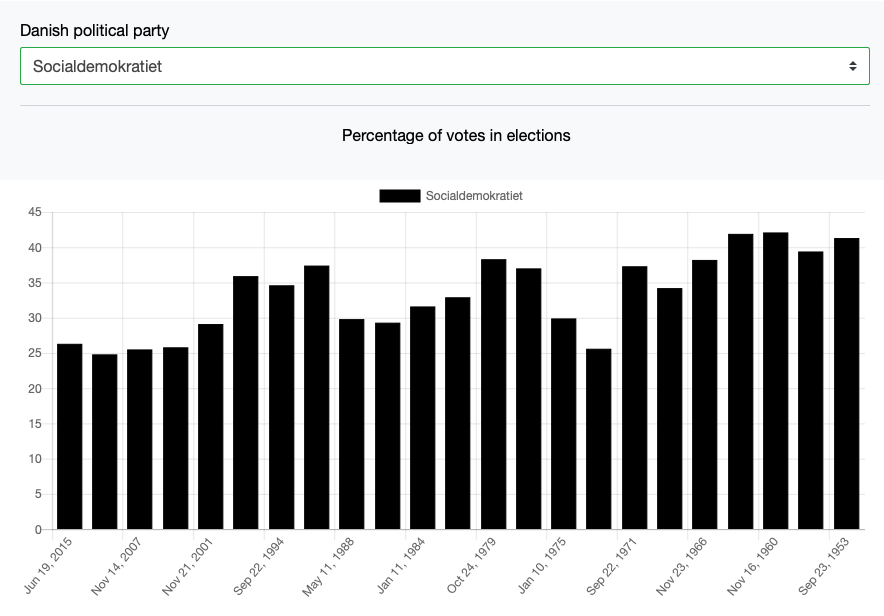 Danish political party
Socialdemokratiet
Percentage of votes in elections
Socialdemokratiet
45
40
35
30
25
20
15
10
5
0
Jun 19, 2015
Nov 14, 2007
Nov 21, 2001
Sep 22, 1994
May 11, 1988
Jan 11, 1984
Oct 24, 1979
Jan 10, 1975
Sep 22, 1971
Nov 23, 1966
Nov 16, 1960
Sep 23, 1953